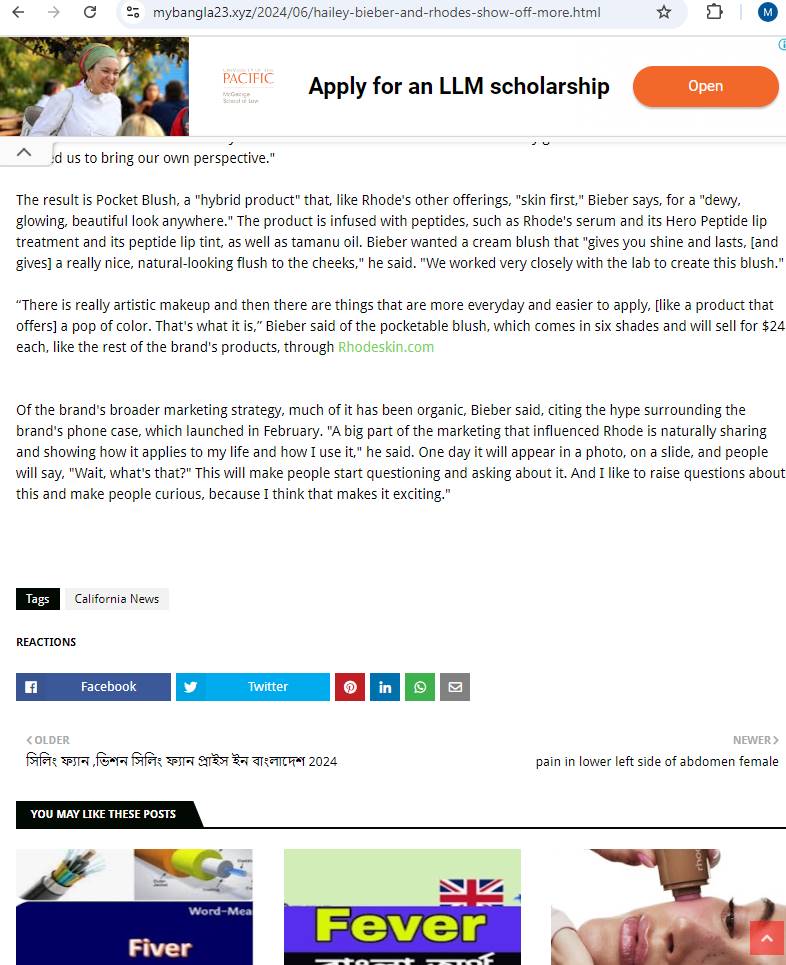 mybangla23.xyz/2024/06/hailey-bieber-and-rhodes-show-off-more.html
M
UNIVERSITY OF THE
PACIFIC
McGeorge
School of Law
Apply for an LLM scholarship
Open
us to bring our own perspective."
The result is Pocket Blush, a "hybrid product" that, like Rhode's other offerings, "skin first," Bieber says, for a "dewy,
glowing, beautiful look anywhere." The product is infused with peptides, such as Rhode's serum and its Hero Peptide lip
treatment and its peptide lip tint, as well as tamanu oil. Bieber wanted a cream blush that "gives you shine and lasts, [and
gives] a really nice, natural-looking flush to the cheeks," he said. "We worked very closely with the lab to create this blush."
“There is really artistic makeup and then there are things that are more everyday and easier to apply, [like a product that
offers] a pop of color. That's what it is,” Bieber said of the pocketable blush, which comes in six shades and will sell for $24
each, like the rest of the brand's products, through Rhodeskin.com
Of the brand's broader marketing strategy, much of it has been organic, Bieber said, citing the hype surrounding the
brand's phone case, which launched in February. "A big part of the marketing that influenced Rhode is naturally sharing
and showing how it applies to my life and how I use it," he said. One day it will appear in a photo, on a slide, and people
will say, "Wait, what's that?" This will make people start questioning and asking about it. And I like to raise questions about
this and make people curious, because I think that makes it exciting."
Tags California News
REACTIONS
Facebook Twitter
OLDER NEWER
সিলিং ফ্যান ,ভিশন সিলিং ফ্যান প্রাইস ইন বাংলাদেশ 2024 pain in lower left side of abdomen female
YOU MAY LIKE THESE POSTS
Word-Mea
Fiver Fever
বাংলা অর্থ
rhode